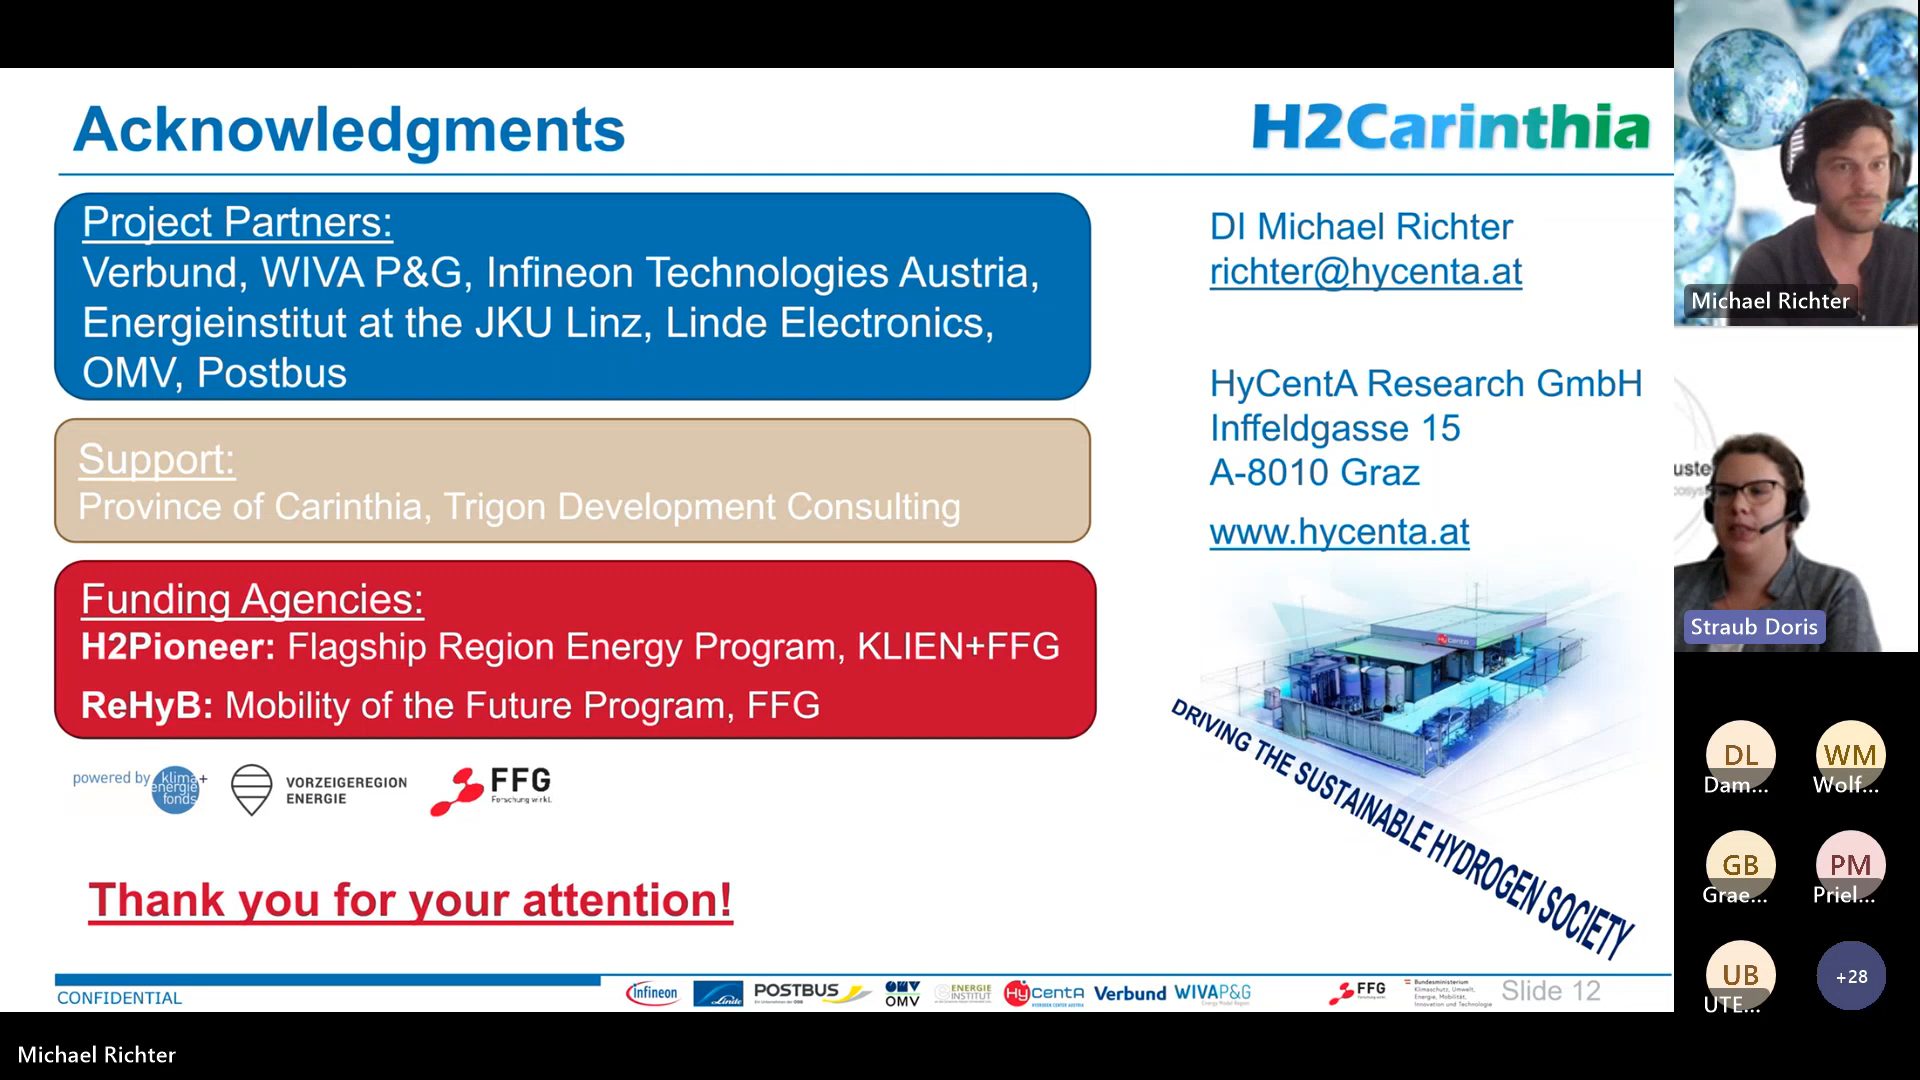 Acknowledgments
H2Carinthia
Project Partners:
Verbund, WIVA P&G, Infineon Technologies Austria,
Energieinstitut at the JKU Linz, Linde Electronics,
OMV, Postbus
Support:
Province of Carinthia, Trigon Development Consulting
Funding Agencies:
H2Pioneer: Flagship Region Energy Program, KLIEN+FFG
ReHyB: Mobility of the Future Program, FFG
powered by klima+
energie
fonds
VORZEIGEREGION
ENERGIE
FFG
Forschung wirkt.
Thank you for your attention!
DI Michael Richter
richter@hycenta.at
HyCentA Research GmbH
Inffeldgasse 15
A-8010 Graz
www.hycenta.at
HyCentA
DRIVING THE SUSTAINABLE HYDROGEN SOCIETY
CONFIDENTIAL
infineon
Linde
POSTBUS
OMV
ENERGIE
INSTITUT
HyCentA
HYDROGEN CENTER AUSTRIA
Verbund
WIVAP&G
FFG
Bundesministerium
Klimaschutz, Umwelt,
Energie, Mobilität,
Innovation und Technologie
Slide 12
Michael Richter
uste
cosys
Straub Doris
DL
Dam...
WM
Wolf...
GB
Grae...
PM
Priel...
UB
UTE...
+28
Michael Richter